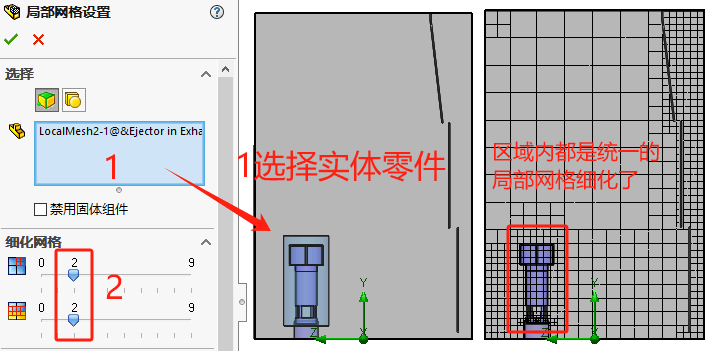 局部网格设置
选择
LocalMesh2-1@&Ejector in Exha
1
禁用固体组件
细化网格
0 2 9
0 2 9
2
1选择实体零件
Y
Z
X
区域内都是统一的
局部网格细化了
Y
Z
X